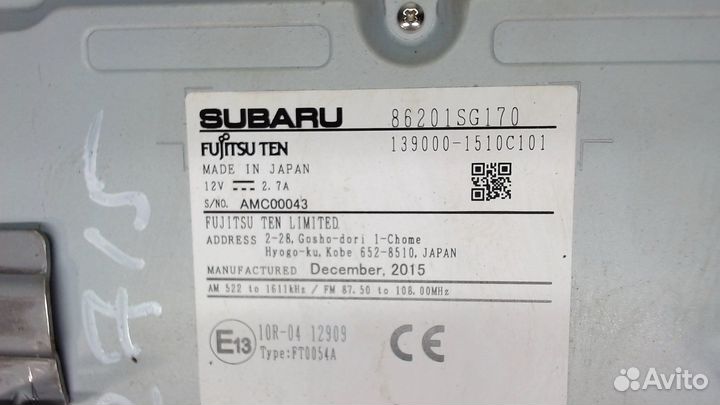 SUBARU 86201SG170
FUJITSU TEN 139000-1510C101
MADE IN JAPAN
12V 2.7A
S/NO. AMC00043
FUJITSU TEN LIMITED
ADDRESS 2-28, Gosho-dori 1-Chome
Hyogo-ku, Kobe 652-8510, JAPAN
MANUFACTURED December, 2015
AM 522 to 1611kHz / FM 87.50 to 108.00MHz
E13 10R-04 12909
Type:FT0054A
CE
2715
Avito